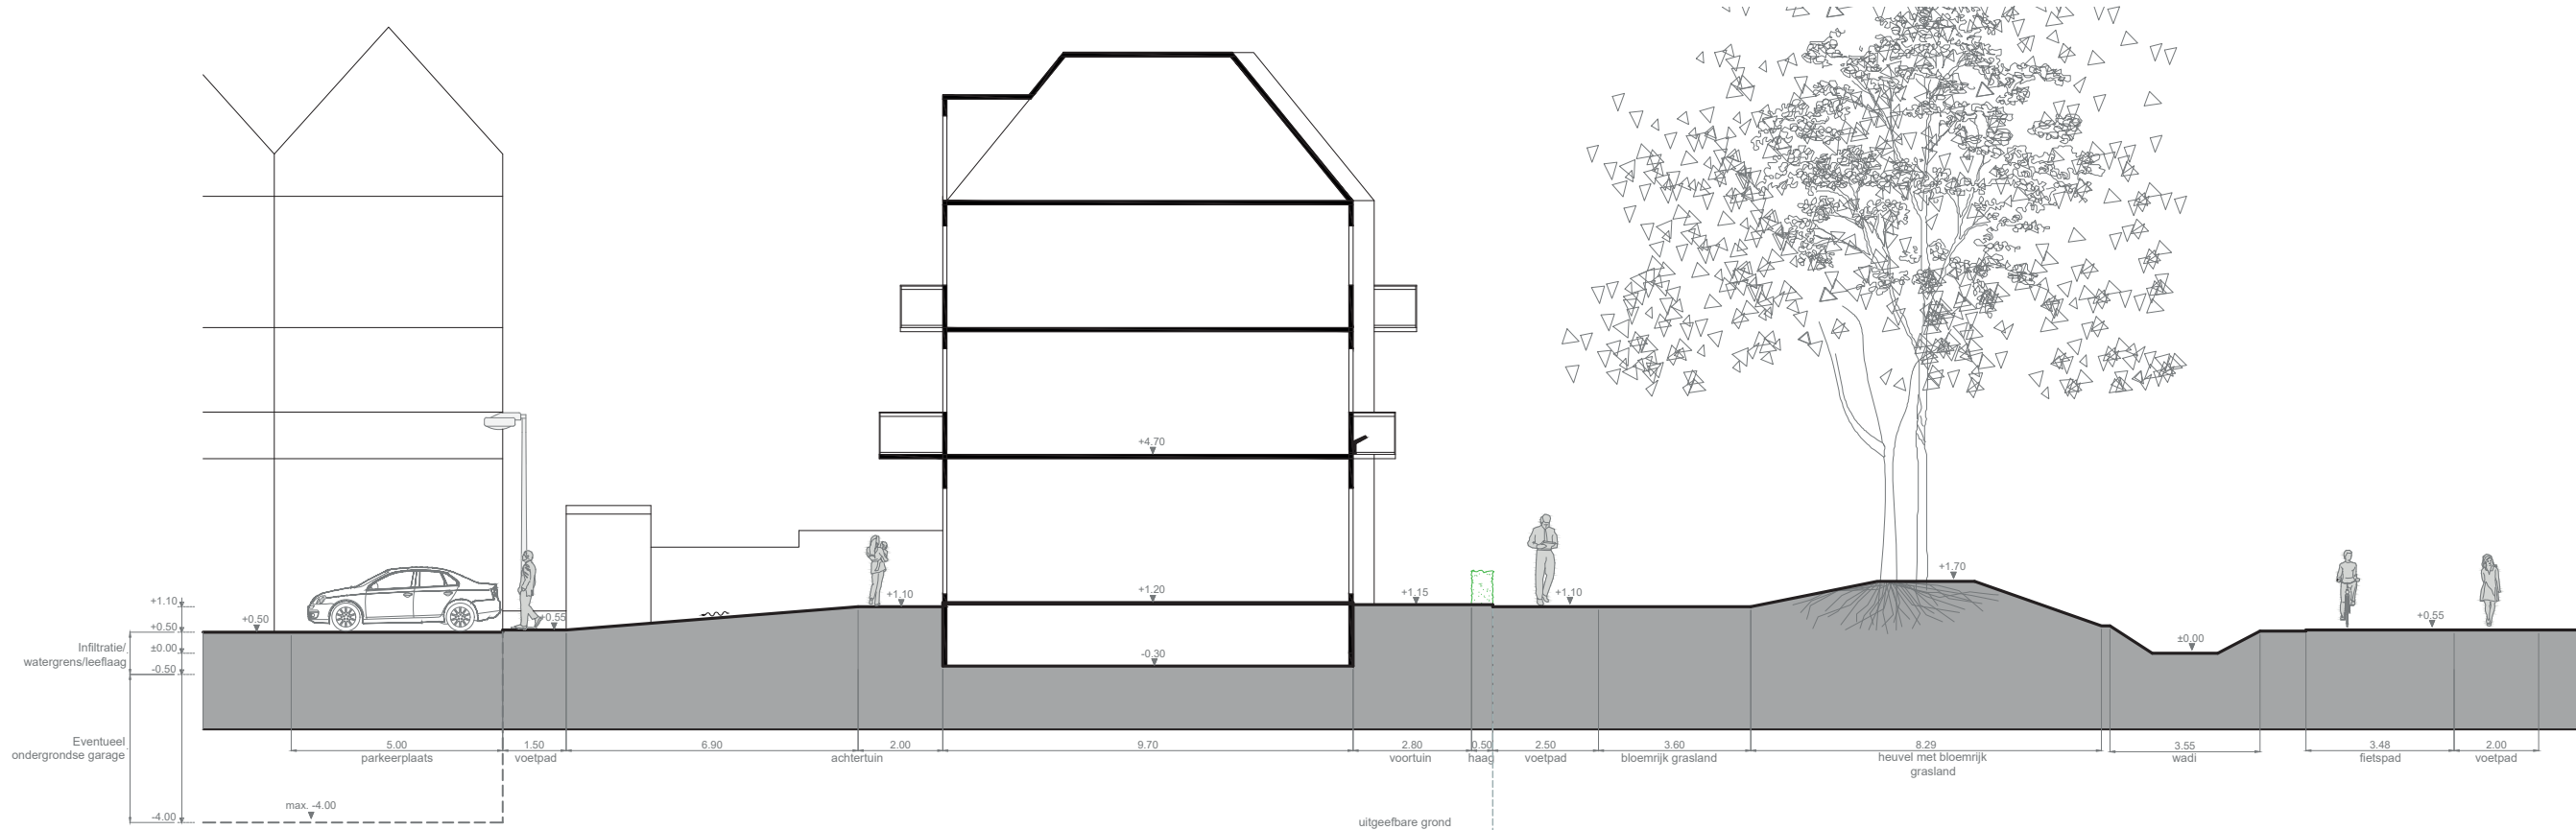 +4.70
+1.70
+1.20
+1.10
+1.15
+1.10
+1.10
+0.50
+0.50
+0.55
+0.55
Infiltratie/
watergrens/leeflaag
±0.00
-0.50
-0.30
±0.00
Eventueel
ondergrondse garage
5.00
1.50
6.90
2.00
9.70
2.80
0.50
2.50
3.60
8.29
3.55
3.48
2.00
parkeerplaats
voetpad
achtertuin
voortuin
haag
voetpad
bloemrijk grasland
heuvel met bloemrijk
grasland
wadi
fietspad
voetpad
max. -4.00
-4.00
uitgeefbare grond